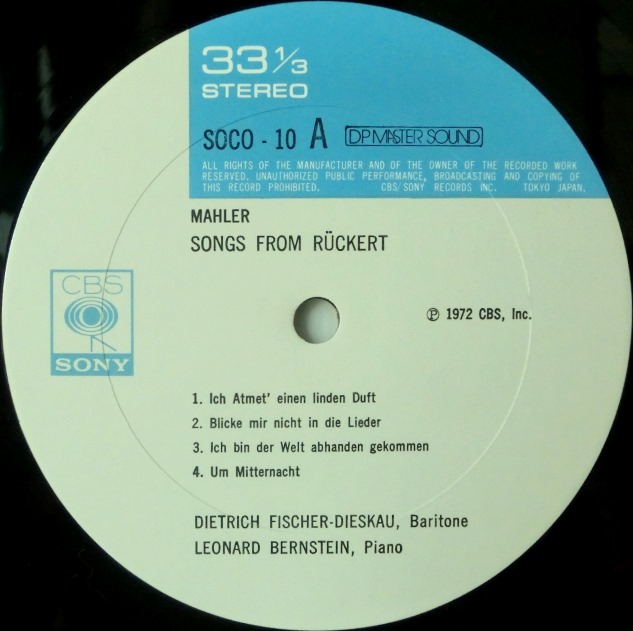 33 1/3
STEREO
SOCO - 10 A DP MASTER SOUND
ALL RIGHTS OF THE MANUFACTURER AND OF THE OWNER OF THE RECORDED WORK
RESERVED. UNAUTHORIZED PUBLIC PERFORMANCE, BROADCASTING AND COPYING OF
THIS RECORD PROHIBITED. CBS/SONY RECORDS INC. TOKYO JAPAN.
MAHLER
SONGS FROM RÜCKERT
CBS
SONY
℗ 1972 CBS, Inc.
1. Ich Atmet' einen linden Duft
2. Blicke mir nicht in die Lieder
3. Ich bin der Welt abhanden gekommen
4. Um Mitternacht
DIETRICH FISCHER-DIESKAU, Baritone
LEONARD BERNSTEIN, Piano